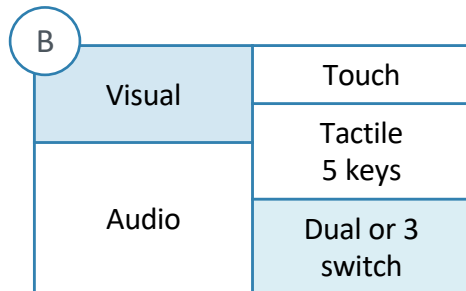 B
Visual
Touch
Tactile
5 keys
Audio
Dual or 3
switch